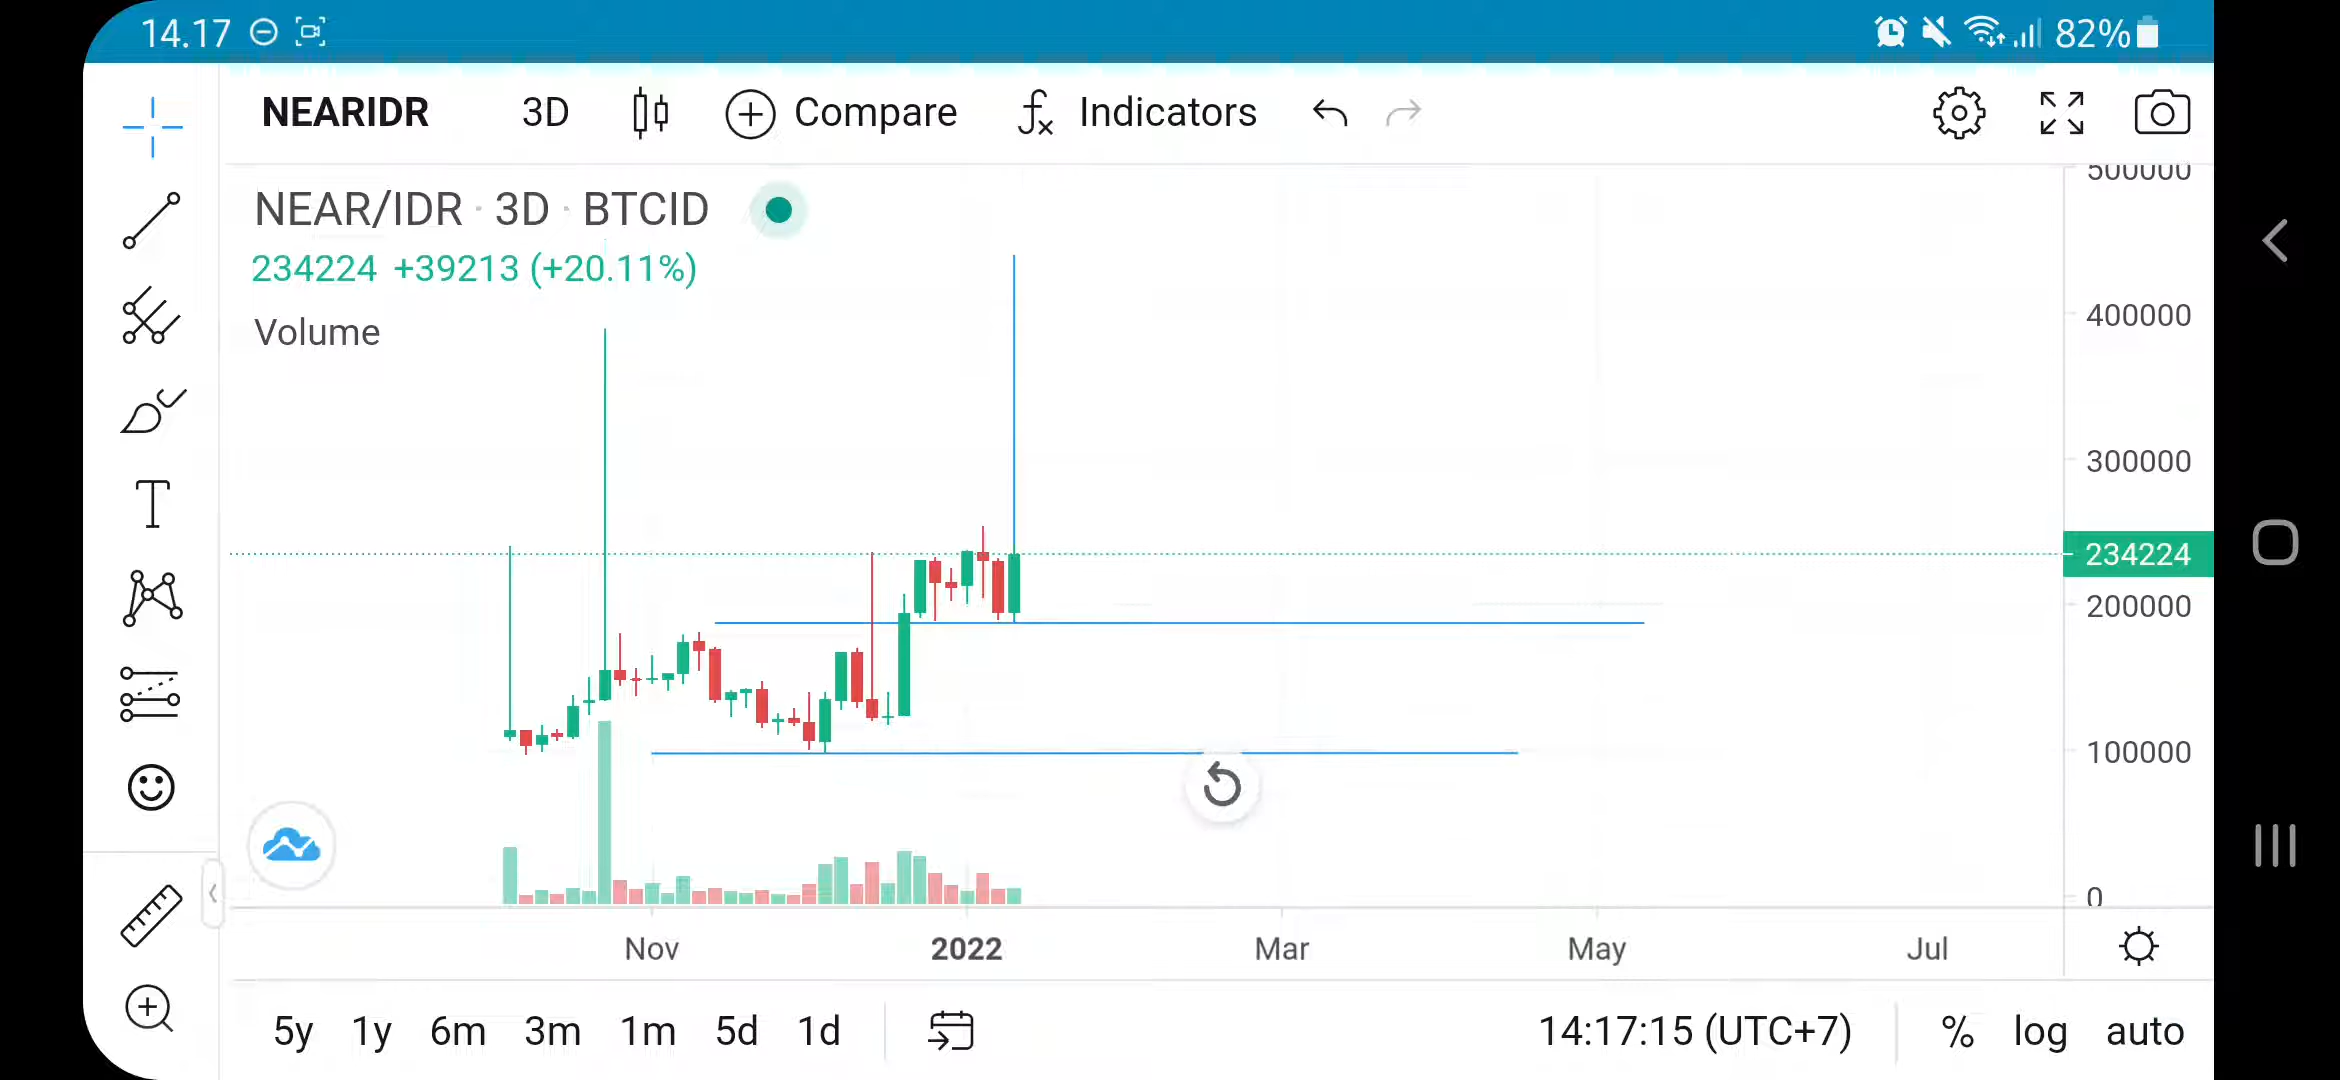 14.17 82%
NEARIDR 3D Compare Indicators
NEAR/IDR · 3D · BTCID
234224 +39213 (+20.11%)
Volume
500000
400000
300000
234224
200000
100000
0
Nov 2022 Mar May Jul
5y 1y 6m 3m 1m 5d 1d 14:17:15 (UTC+7) % log auto